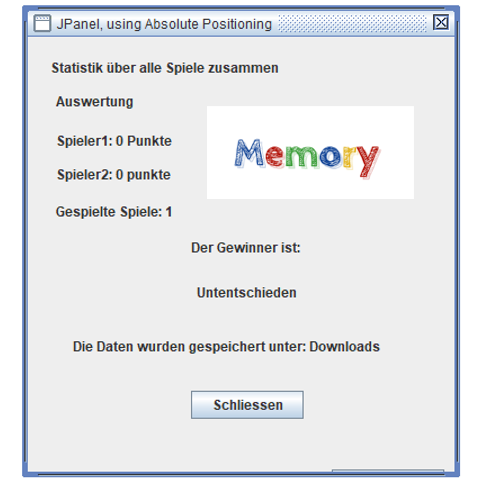 JPanel, using Absolute Positioning
Statistik über alle Spiele zusammen
Auswertung
Spieler1: 0 Punkte
Memory
Spieler2: 0 punkte
Gespielte Spiele: 1
Der Gewinner ist:
Untentschieden
Die Daten wurden gespeichert unter: Downloads
Schliessen